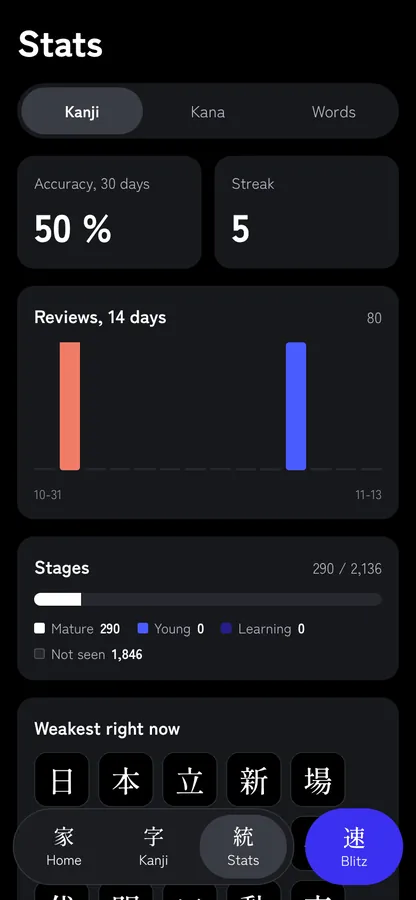 Stats
Kanji Kana Words
Accuracy, 30 days
50 %
Streak
5
Reviews, 14 days 80
10-31 11-13
Stages 290 / 2,136
Mature 290 Young 0 Learning 0
Not seen 1,846
Weakest right now
日 本 立 新 場
家 字 統 速
Home Kanji Stats Blitz